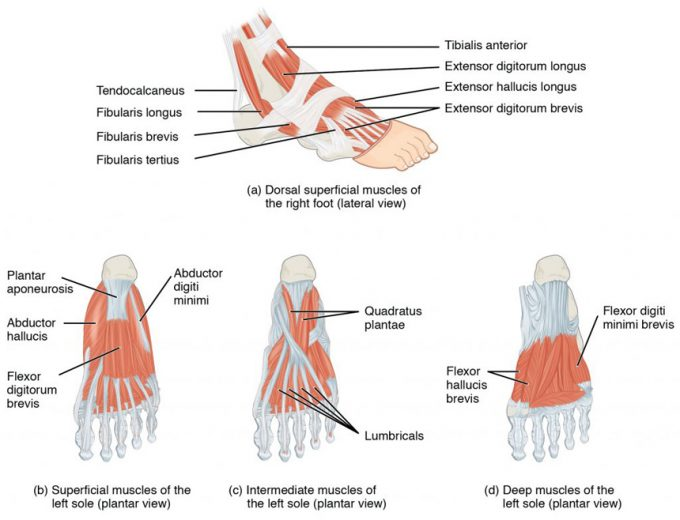 Tibialis anterior
Extensor digitorum longus
Extensor hallucis longus
Extensor digitorum brevis
Tendocalcaneus
Fibularis longus
Fibularis brevis
Fibularis tertius
(a) Dorsal superficial muscles of
the right foot (lateral view)
Plantar
aponeurosis
Abductor
hallucis
Flexor
digitorum
brevis
Abductor
digiti
minimi
(b) Superficial muscles of the
left sole (plantar view)
Quadratus
plantae
Lumbricals
(c) Intermediate muscles of
the left sole (plantar view)
Flexor digiti
minimi brevis
Flexor
hallucis
brevis
(d) Deep muscles of the
left sole (plantar view)